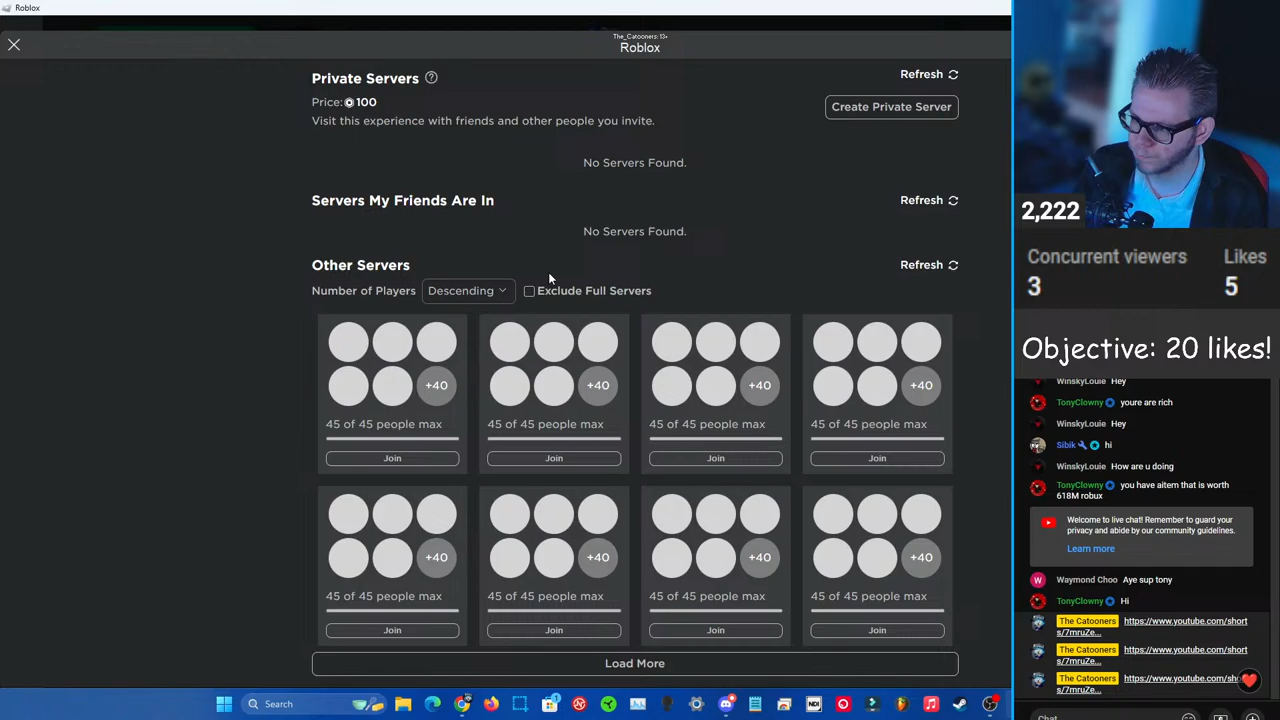 Roblox
The_Catooners: 13+
Roblox
Private Servers
Refresh
Price: 100
Create Private Server
Visit this experience with friends and other people you invite.
No Servers Found.
Servers My Friends Are In
Refresh
No Servers Found.
Other Servers
Refresh
Number of Players
Descending
Exclude Full Servers
+40
+40
+40
+40
45 of 45 people max
45 of 45 people max
45 of 45 people max
45 of 45 people max
Join
Join
Join
Join
+40
+40
+40
+40
45 of 45 people max
45 of 45 people max
45 of 45 people max
45 of 45 people max
Join
Join
Join
Join
Load More
Search
2,222
Concurrent viewers
Likes
3
5
Objective: 20 likes!
WinskyLouie Hey
TonyClowny youre are rich
WinskyLouie Hey
Sibik hi
WinskyLouie How are u doing
TonyClowny you have aitem that is worth
618M robux
Welcome to live chat! Remember to guard your
privacy and abide by our community guidelines.
Learn more
W
Waymond Choo Aye sup tony
TonyClowny Hi
The Catooners https://www.youtube.com/short
s/7mruZe...
The Catooners https://www.youtube.com/short
s/7mruZe...
The Catooners https://www.youtube.com/sho
s/7mruZe...
Chat